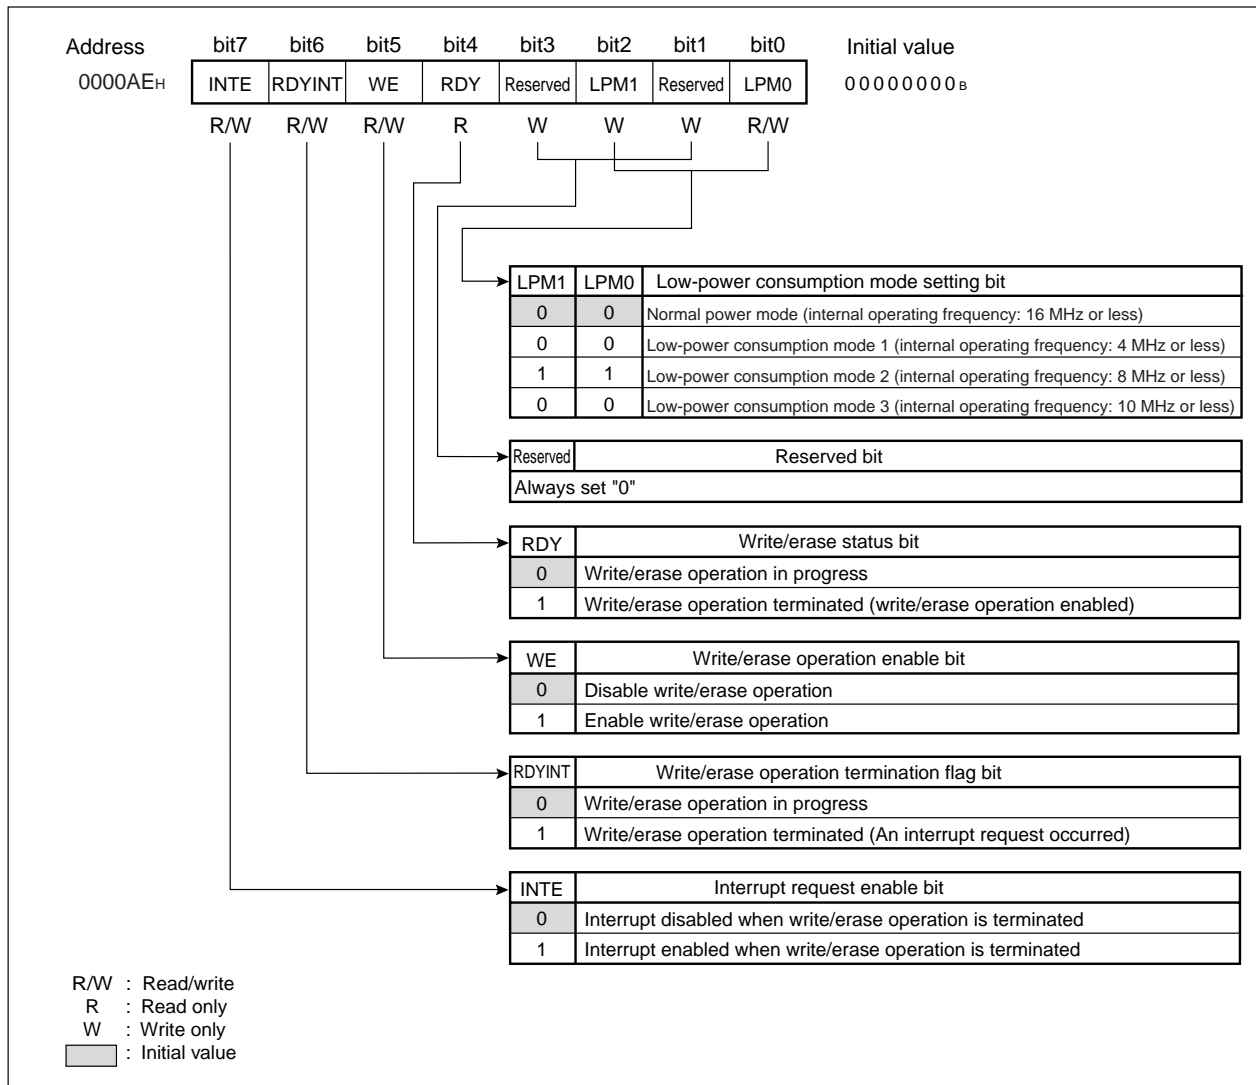 Address bit7 bit6 bit5 bit4 bit3 bit2 bit1 bit0 Initial value
0000AEH INTE RDYINT WE RDY Reserved LPM1 Reserved LPM0 00000000B
R/W R/W R/W R W W W R/W
LPM1 LPM0 Low-power consumption mode setting bit
0 0 Normal power mode (internal operating frequency: 16 MHz or less)
0 0 Low-power consumption mode 1 (internal operating frequency: 4 MHz or less)
1 1 Low-power consumption mode 2 (internal operating frequency: 8 MHz or less)
0 0 Low-power consumption mode 3 (internal operating frequency: 10 MHz or less)
Reserved Reserved bit
Always set "0"
RDY Write/erase status bit
0 Write/erase operation in progress
1 Write/erase operation terminated (write/erase operation enabled)
WE Write/erase operation enable bit
0 Disable write/erase operation
1 Enable write/erase operation
RDYINT Write/erase operation termination flag bit
0 Write/erase operation in progress
1 Write/erase operation terminated (An interrupt request occurred)
INTE Interrupt request enable bit
0 Interrupt disabled when write/erase operation is terminated
1 Interrupt enabled when write/erase operation is terminated
R/W : Read/write
R : Read only
W : Write only
: Initial value